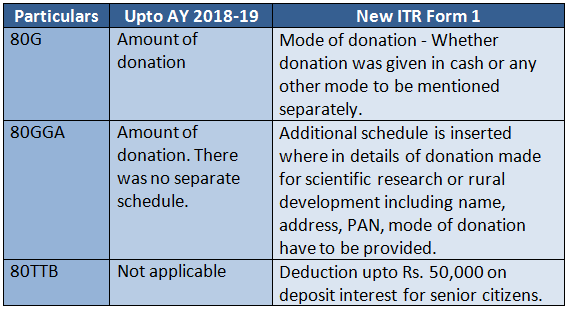 Particulars Upto AY 2018-19 New ITR Form 1
80G Amount of Mode of donation - Whether
donation donation was given in cash or any
other mode to be mentioned
separately.
80GGA Amount of Additional schedule is inserted
donation. There where in details of donation made
was no separate for scientific research or rural
schedule. development including name,
address, PAN, mode of donation
have to be provided.
80TTB Not applicable Deduction upto Rs. 50,000 on
deposit interest for senior citizens.